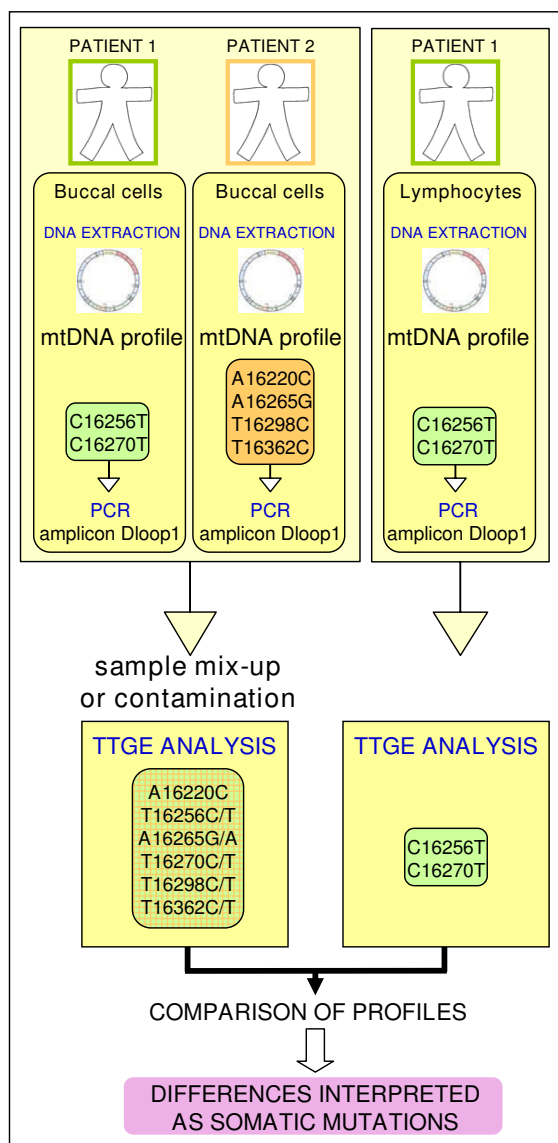 PATIENT 1
Buccal cells
DNA EXTRACTION
mtDNA profile
C16256T
C16270T
PCR
amplicon Dloop1
PATIENT 2
Buccal cells
DNA EXTRACTION
mtDNA profile
A16220C
A16265G
T16298C
T16362C
PCR
amplicon Dloop1
PATIENT 1
Lymphocytes
DNA EXTRACTION
mtDNA profile
C16256T
C16270T
PCR
amplicon Dloop1
sample mix-up
or contamination
TTGE ANALYSIS
A16220C
T16256C/T
A16265G/A
T16270C/T
T16298C/T
T16362C/T
TTGE ANALYSIS
C16256T
C16270T
COMPARISON OF PROFILES
DIFFERENCES INTERPRETED
AS SOMATIC MUTATIONS